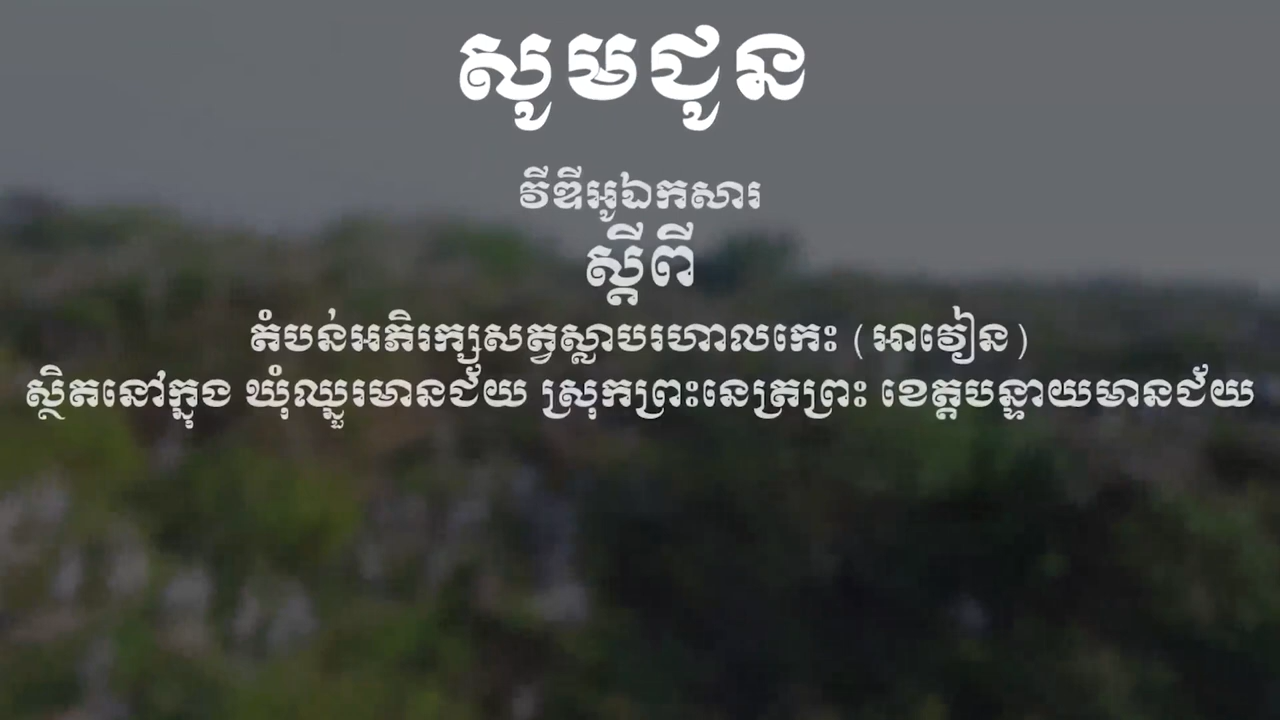 សូមជូន
វីឌីអូឯកសារ
ស្ដីពី
តំបន់អភិរក្សសត្វស្លាបរហាលកេះ (អាវៀន)
ស្ថិតនៅក្នុង ឃុំឈ្នួរមានជ័យ ស្រុកព្រះនេត្រព្រះ ខេត្តបន្ទាយមានជ័យ